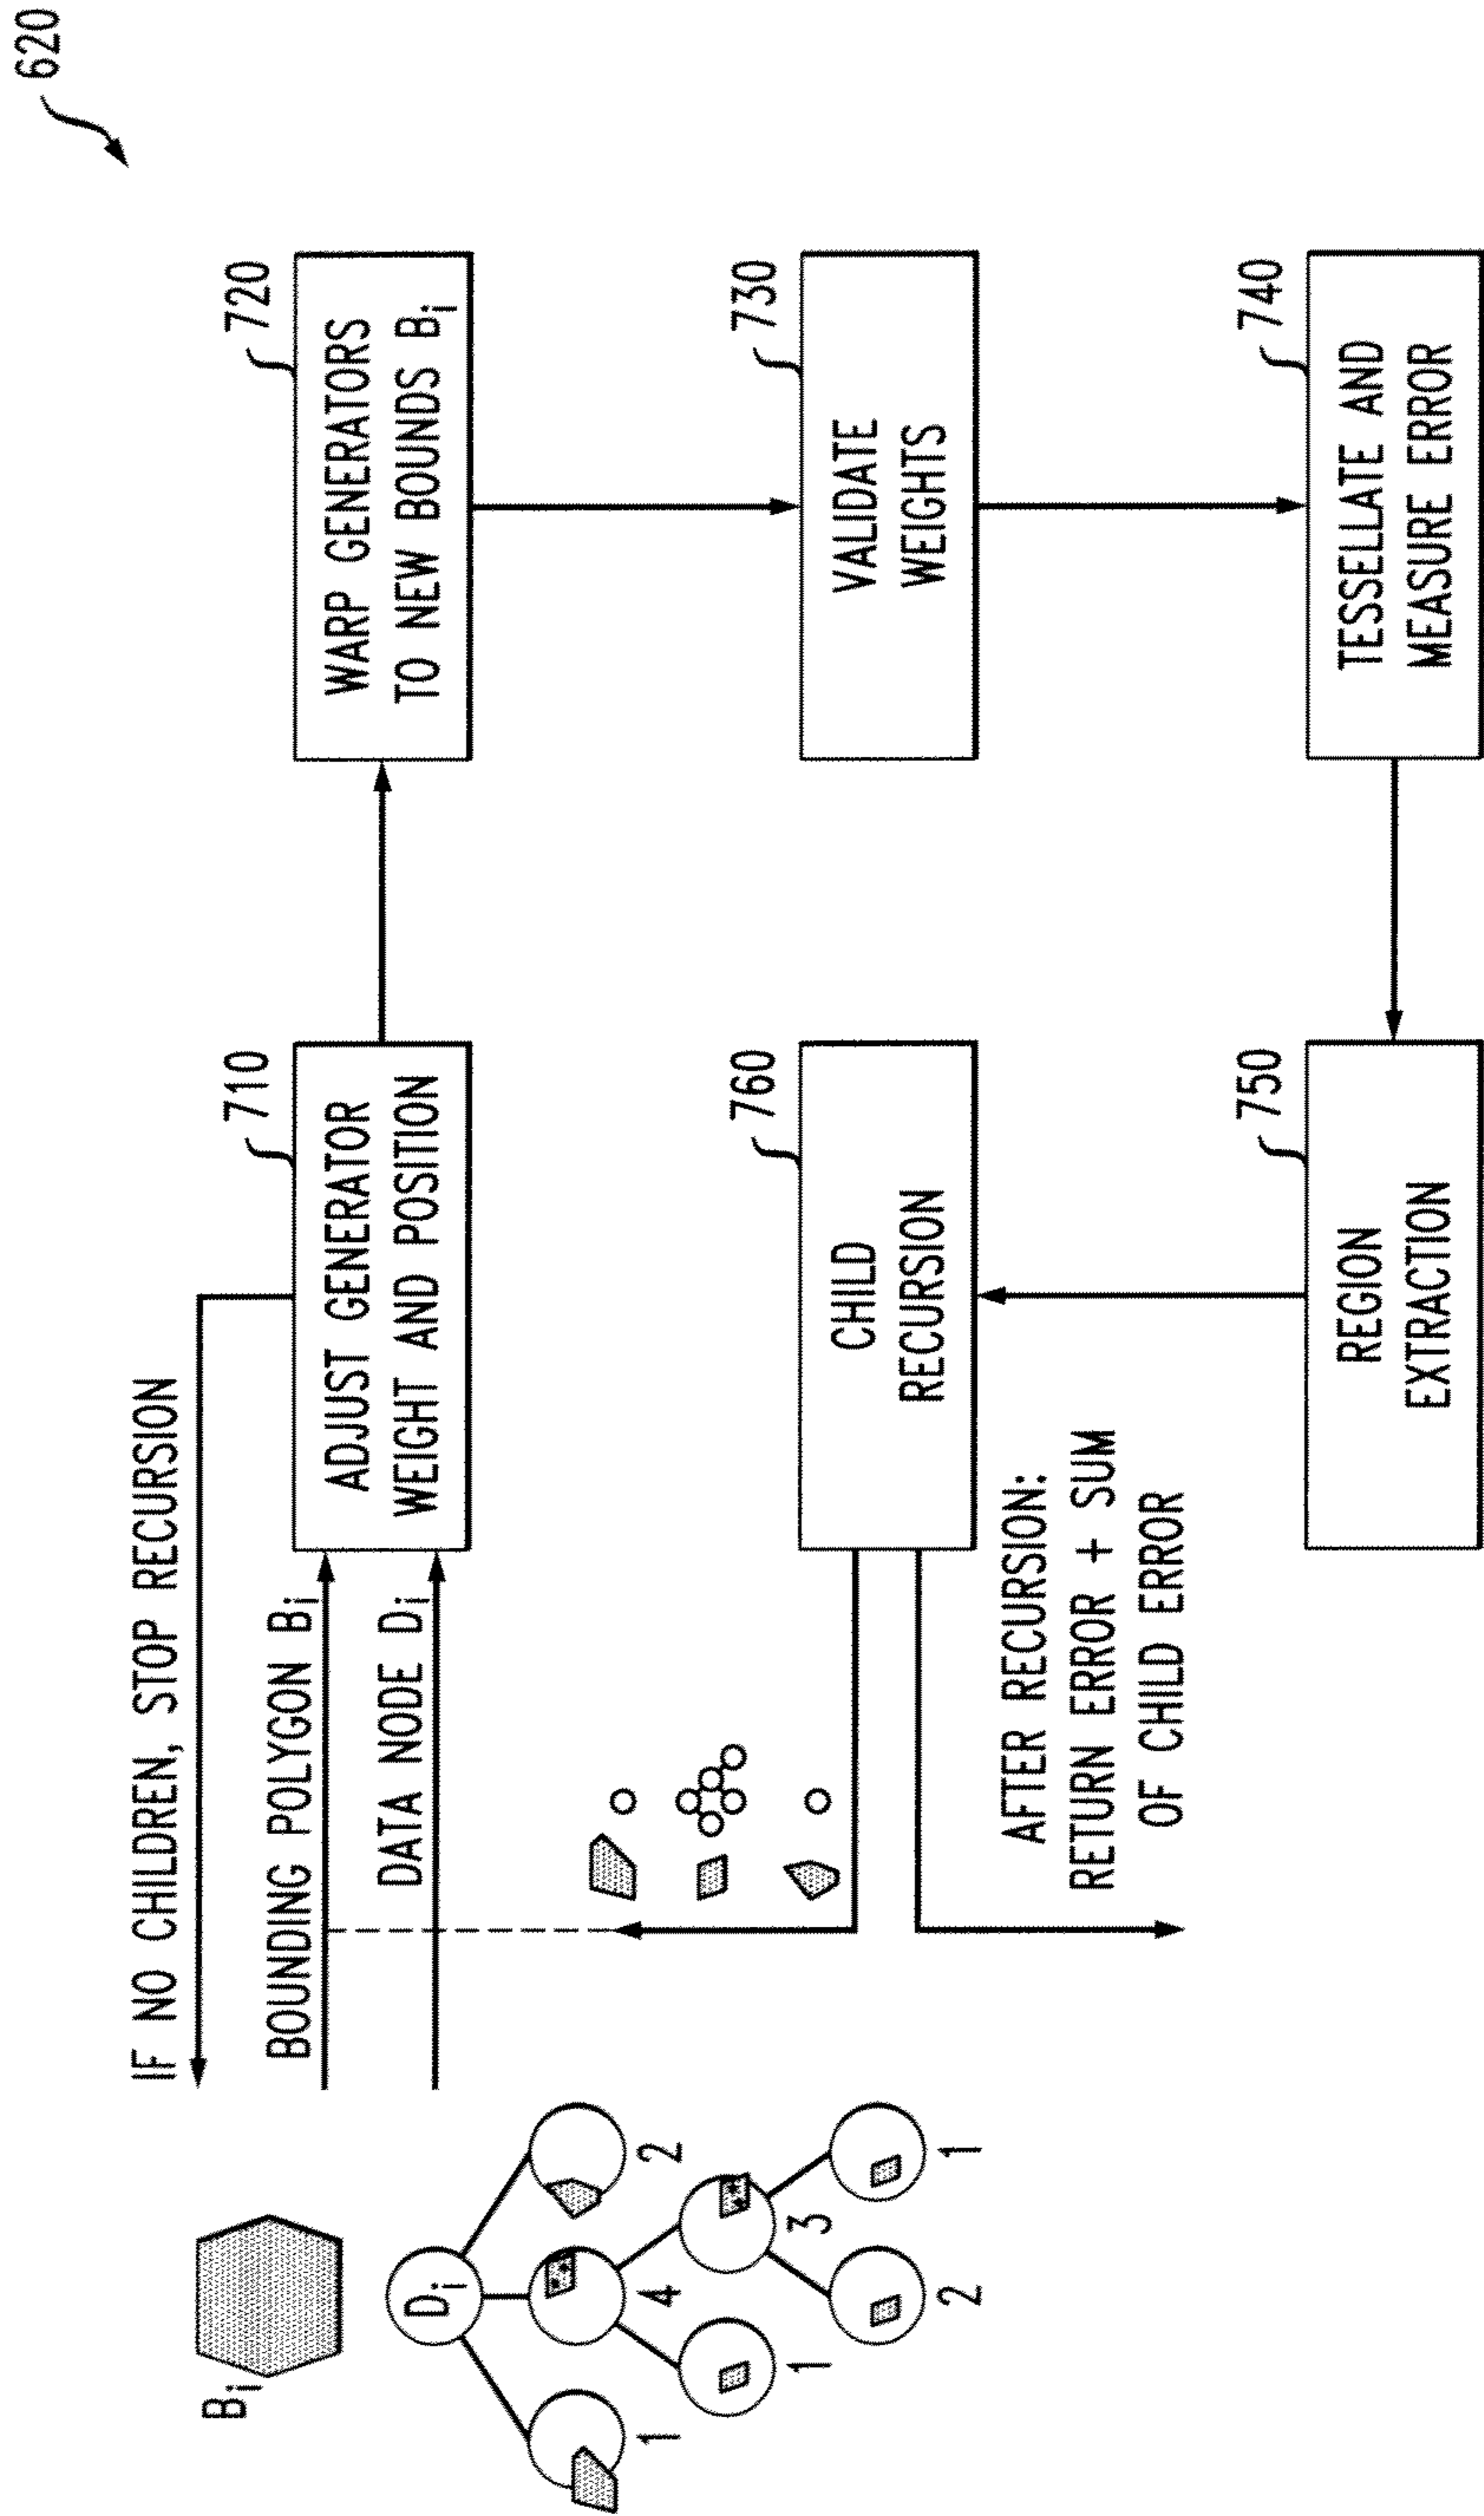 620
IF NO CHILDREN, STOP RECURSION
BOUNDING POLYGON Bi
DATA NODE Di
710
ADJUST GENERATOR
WEIGHT AND POSITION
720
WARP GENERATORS
TO NEW BOUNDS Bi
730
VALIDATE
WEIGHTS
740
TESSELLATE AND
MEASURE ERROR
750
REGION
EXTRACTION
760
CHILD
RECURSION
AFTER RECURSION:
RETURN ERROR + SUM
OF CHILD ERROR
Bi
Di
1
4
2
1
3
2
1